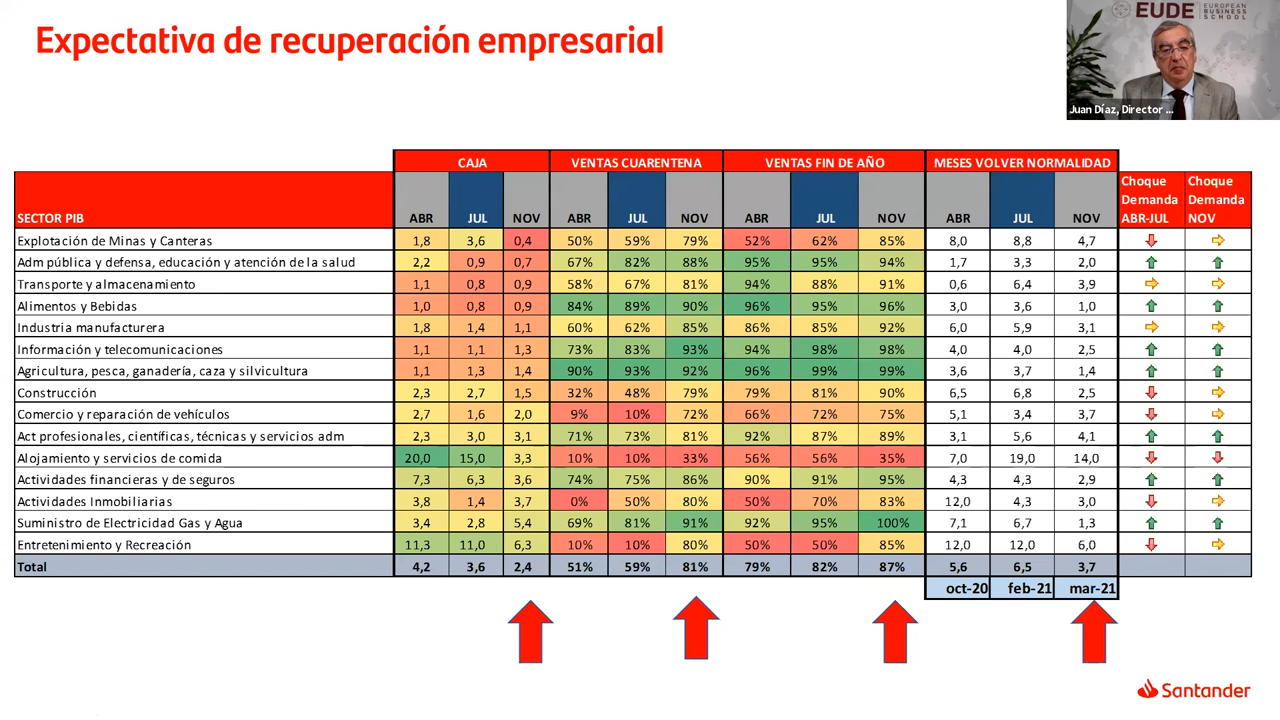 Expectativa de recuperación empresarial
EUDE EUROPEAN BUSINESS SCHOOL
Juan Díaz, Director ...
CAJA VENTAS CUARENTENA VENTAS FIN DE AÑO MESES VOLVER NORMALIDAD
SECTOR PIB ABR JUL NOV ABR JUL NOV ABR JUL NOV ABR JUL NOV Choque Demanda ABR-JUL Choque Demanda NOV
Explotación de Minas y Canteras 1,8 3,6 0,4 50% 59% 79% 52% 62% 85% 8,0 8,8 4,7
Adm pública y defensa, educación y atención de la salud 2,2 0,9 0,7 67% 82% 88% 95% 95% 94% 1,7 3,3 2,0
Transporte y almacenamiento 1,1 0,8 0,9 58% 67% 81% 94% 88% 91% 0,6 6,4 3,9
Alimentos y Bebidas 1,0 0,8 0,9 84% 89% 90% 96% 95% 96% 3,0 3,6 1,0
Industria manufacturera 1,8 1,4 1,1 60% 62% 85% 86% 85% 92% 6,0 5,9 3,1
Información y telecomunicaciones 1,1 1,1 1,3 73% 83% 93% 94% 98% 98% 4,0 4,0 2,5
Agricultura, pesca, ganadería, caza y silvicultura 1,1 1,3 1,4 90% 93% 92% 96% 99% 99% 3,6 3,7 1,4
Construcción 2,3 2,7 1,5 32% 48% 79% 79% 81% 90% 6,5 6,8 2,5
Comercio y reparación de vehículos 2,7 1,6 2,0 9% 10% 72% 66% 72% 75% 5,1 3,4 3,7
Act profesionales, científicas, técnicas y servicios adm 2,3 3,0 3,1 71% 73% 81% 92% 87% 89% 3,1 5,6 4,1
Alojamiento y servicios de comida 20,0 15,0 3,3 10% 10% 33% 56% 56% 35% 7,0 19,0 14,0
Actividades financieras y de seguros 7,3 6,3 3,6 74% 75% 86% 90% 91% 95% 4,3 4,3 2,9
Actividades Inmobiliarias 3,8 1,4 3,7 0% 50% 80% 50% 70% 83% 12,0 4,3 3,0
Suministro de Electricidad Gas y Agua 3,4 2,8 5,4 69% 81% 91% 92% 95% 100% 7,1 6,7 1,3
Entretenimiento y Recreación 11,3 11,0 6,3 10% 10% 80% 50% 50% 85% 12,0 12,0 6,0
Total 4,2 3,6 2,4 51% 59% 81% 79% 82% 87% 5,6 6,5 3,7
oct-20 feb-21 mar-21
Santander